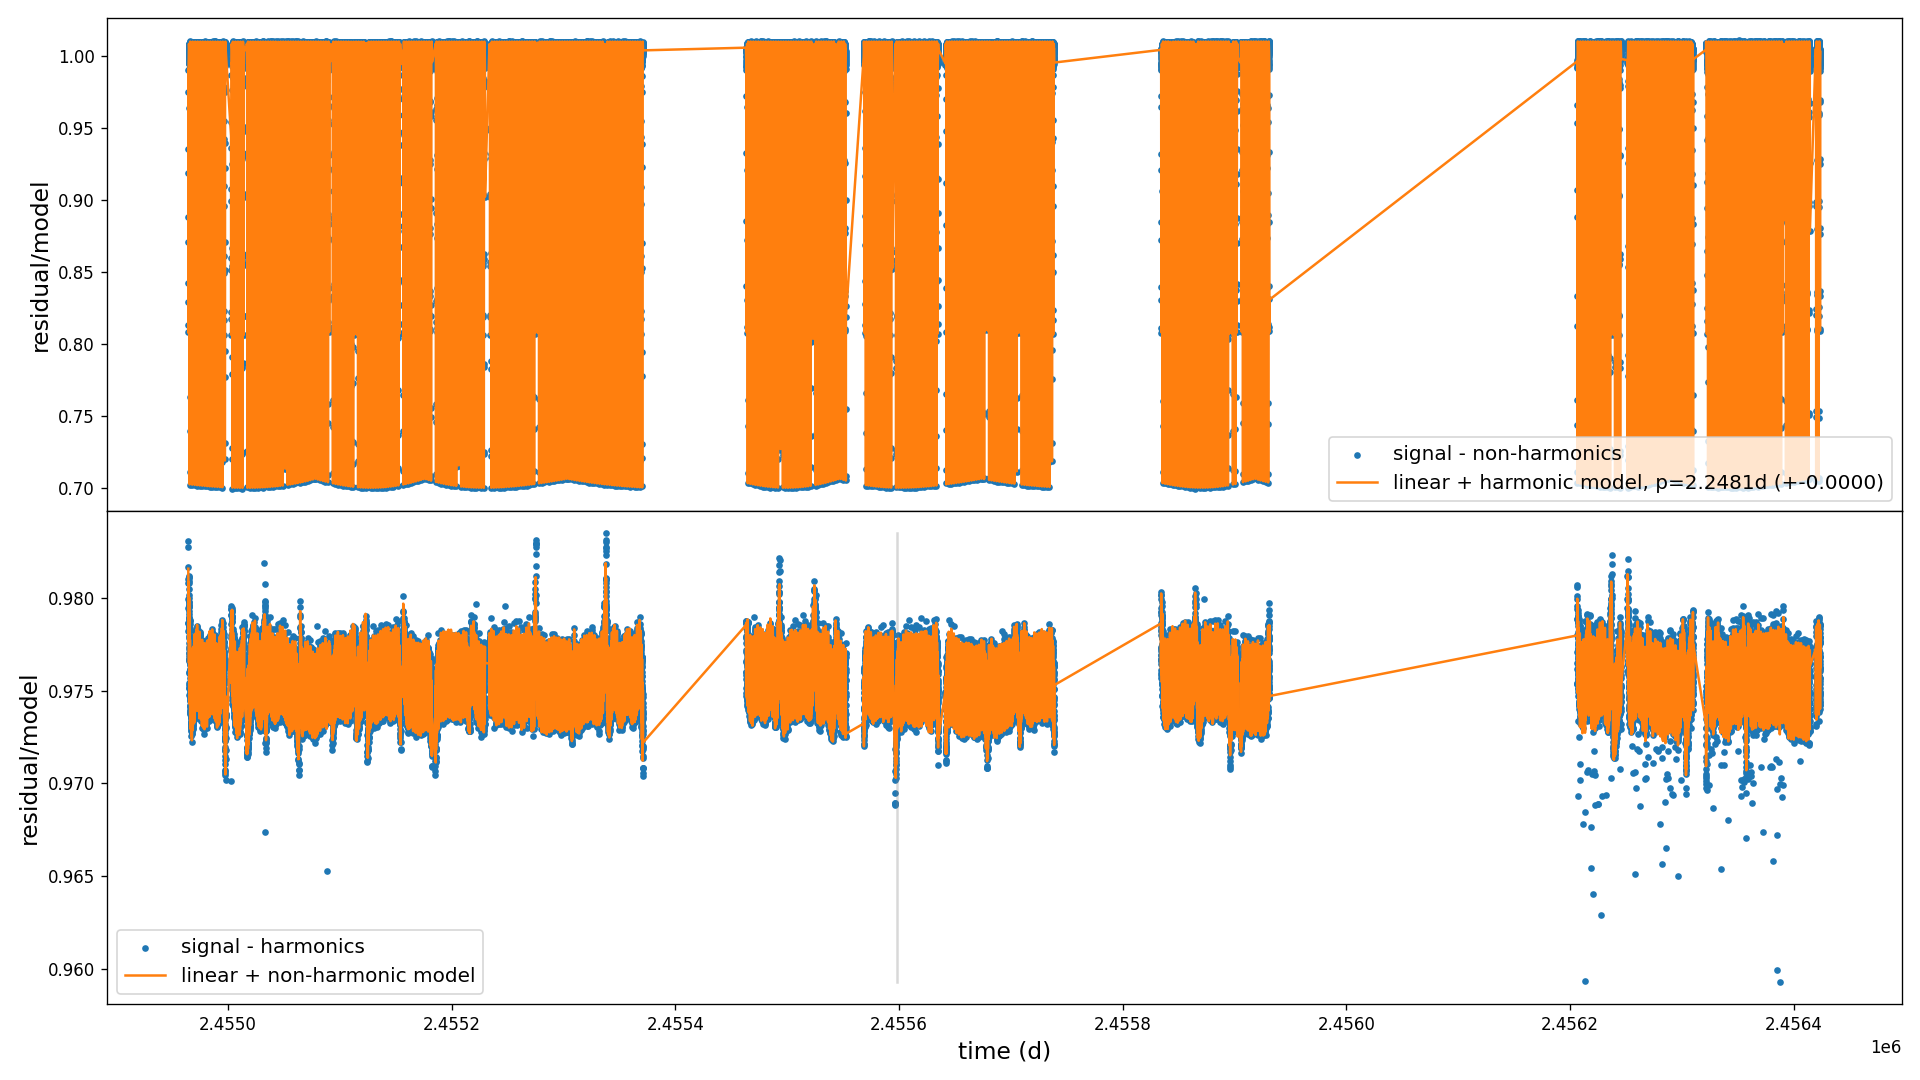 1.00
0.95
0.90
0.85
0.80
0.75
0.70
residual/model
signal - non-harmonics
linear + harmonic model, p=2.2481d (+-0.0000)
0.980
0.975
0.970
0.965
0.960
residual/model
signal - harmonics
linear + non-harmonic model
2.4550 2.4552 2.4554 2.4556 2.4558 2.4560 2.4562 2.4564
1e6
time (d)